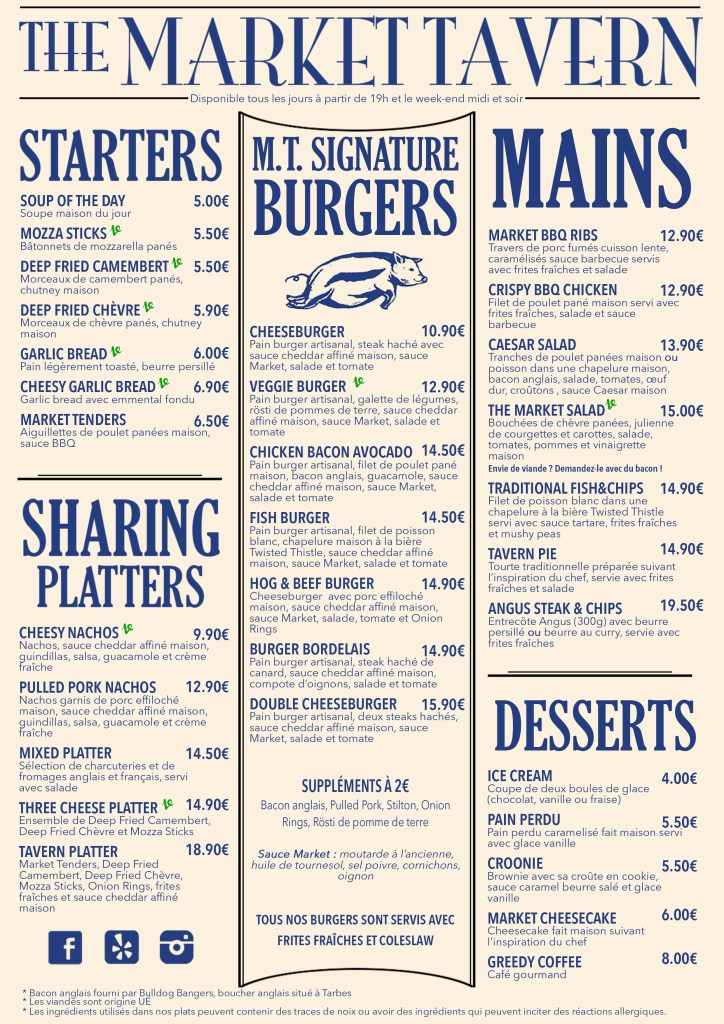 THE MARKET TAVERN
Disponible tous les jours à partir de 19h et le week-end midi et soir
STARTERS
SOUP OF THE DAY 5.00€
Soupe maison du jour
MOZZA STICKS Ve 5.50€
Bâtonnets de mozzarella panés
DEEP FRIED CAMEMBERT Ve 5.50€
Morceaux de camembert panés,
chutney maison
DEEP FRIED CHÈVRE Ve 5.90€
Morceaux de chèvre panés, chutney
maison
GARLIC BREAD Ve 6.00€
Pain légèrement toasté, beurre persillé
CHEESY GARLIC BREAD Ve 6.90€
Garlic bread avec emmental fondu
MARKET TENDERS 6.50€
Aiguillettes de poulet panées maison,
sauce BBQ
SHARING
PLATTERS
CHEESY NACHOS Ve 9.90€
Nachos, sauce cheddar affiné maison,
guindillas, salsa, guacamole et crème
fraîche
PULLED PORK NACHOS 12.90€
Nachos garnis de porc effiloché
maison, sauce cheddar affiné maison,
guindillas, salsa, guacamole et crème
fraîche
MIXED PLATTER 14.50€
Sélection de charcuteries et de
fromages anglais et français, servi
avec salade
THREE CHEESE PLATTER Ve 14.90€
Ensemble de Deep Fried Camembert,
Deep Fried Chèvre et Mozza Sticks
TAVERN PLATTER 18.90€
Market Tenders, Deep Fried
Camembert, Deep Fried Chèvre,
Mozza Sticks, Onion Rings, frites
fraîches et sauce cheddar affiné
maison
M.T. SIGNATURE
BURGERS
CHEESEBURGER 10.90€
Pain burger artisanal, steak haché avec
sauce cheddar affiné maison, sauce
Market, salade et tomate
VEGGIE BURGER Ve 12.90€
Pain burger artisanal, galette de légumes,
rösti de pommes de terre, sauce cheddar
affiné maison, sauce Market, salade et
tomate
CHICKEN BACON AVOCADO 14.50€
Pain burger artisanal, filet de poulet pané
maison, bacon anglais, guacamole, sauce
cheddar affiné maison, sauce Market,
salade et tomate
FISH BURGER 14.50€
Pain burger artisanal, filet de poisson
blanc, chapelure maison à la bière
Twisted Thistle, sauce cheddar affiné
maison, sauce Market, salade et tomate
HOG & BEEF BURGER 14.90€
Cheeseburger avec porc effiloché
maison, sauce cheddar affiné maison,
sauce Market, salade, tomate et Onion
Rings
BURGER BORDELAIS 14.90€
Pain burger artisanal, steak haché de
canard, sauce cheddar affiné maison,
compote d'oignons, salade et tomate
DOUBLE CHEESEBURGER 15.90€
Pain burger artisanal, deux steaks hachés,
sauce cheddar affiné maison, sauce
Market, salade et tomate
SUPPLÉMENTS À 2€
Bacon anglais, Pulled Pork, Stilton, Onion
Rings, Rösti de pomme de terre
Sauce Market : moutarde à l'ancienne,
huile de tournesol, sel poivre, cornichons,
oignon
TOUS NOS BURGERS SONT SERVIS AVEC
FRITES FRAÎCHES ET COLESLAW
MAINS
MARKET BBQ RIBS 12.90€
Travers de porc fumés cuisson lente,
caramélisés sauce barbecue servis
avec frites fraîches et salade
CRISPY BBQ CHICKEN 12.90€
Filet de poulet pané maison servi avec
frites fraîches, salade et sauce
barbecue
CAESAR SALAD 13.90€
Tranches de poulet panées maison ou
poisson dans une chapelure maison,
bacon anglais, salade, tomates, œuf
dur, croûtons , sauce Caesar maison
THE MARKET SALAD Ve 15.00€
Bouchées de chèvre panées, julienne
de courgettes et carottes, salade,
tomates, pommes et vinaigrette
maison
Envie de viande ? Demandez-le avec du bacon !
TRADITIONAL FISH&CHIPS 14.90€
Filet de poisson blanc dans une
chapelure à la bière Twisted Thistle
servi avec sauce tartare, frites fraîches
et mushy peas
TAVERN PIE 14.90€
Tourte traditionnelle préparée suivant
l'inspiration du chef, servie avec frites
fraîches et salade
ANGUS STEAK & CHIPS 19.50€
Entrecôte Angus (300g) avec beurre
persillé ou beurre au curry, servie avec
frites fraîches
DESSERTS
ICE CREAM 4.00€
Coupe de deux boules de glace
(chocolat, vanille ou fraise)
PAIN PERDU 5.50€
Pain perdu caramelisé fait maison servi
avec glace vanille
CROONIE 5.50€
Brownie avec sa croûte en cookie,
sauce caramel beurre salé et glace
vanille
MARKET CHEESECAKE 6.00€
Cheesecake fait maison suivant
l'inspiration du chef
GREEDY COFFEE 8.00€
Café gourmand
* Bacon anglais fourni par Bulldog Bangers, boucher anglais situé à Tarbes
* Les viandes sont origine UE
* Les ingrédients utilisés dans nos plats peuvent contenir des traces de noix ou avoir des ingrédients qui peuvent inciter des réactions allergiques.